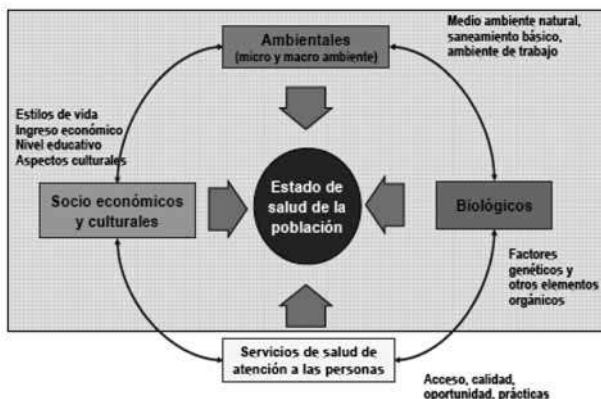 Ambientales
(micro y macro ambiente)
Medio ambiente natural,
saneamiento básico,
ambiente de trabajo
Estilos de vida
Ingreso económico
Nivel educativo
Aspectos culturales
Socio económicos
y culturales
Estado de
salud de la
población
Biológicos
Factores
genéticos y
otros elementos
orgánicos
Servicios de salud de
atención a las personas
Acceso, calidad,
oportunidad, prácticas